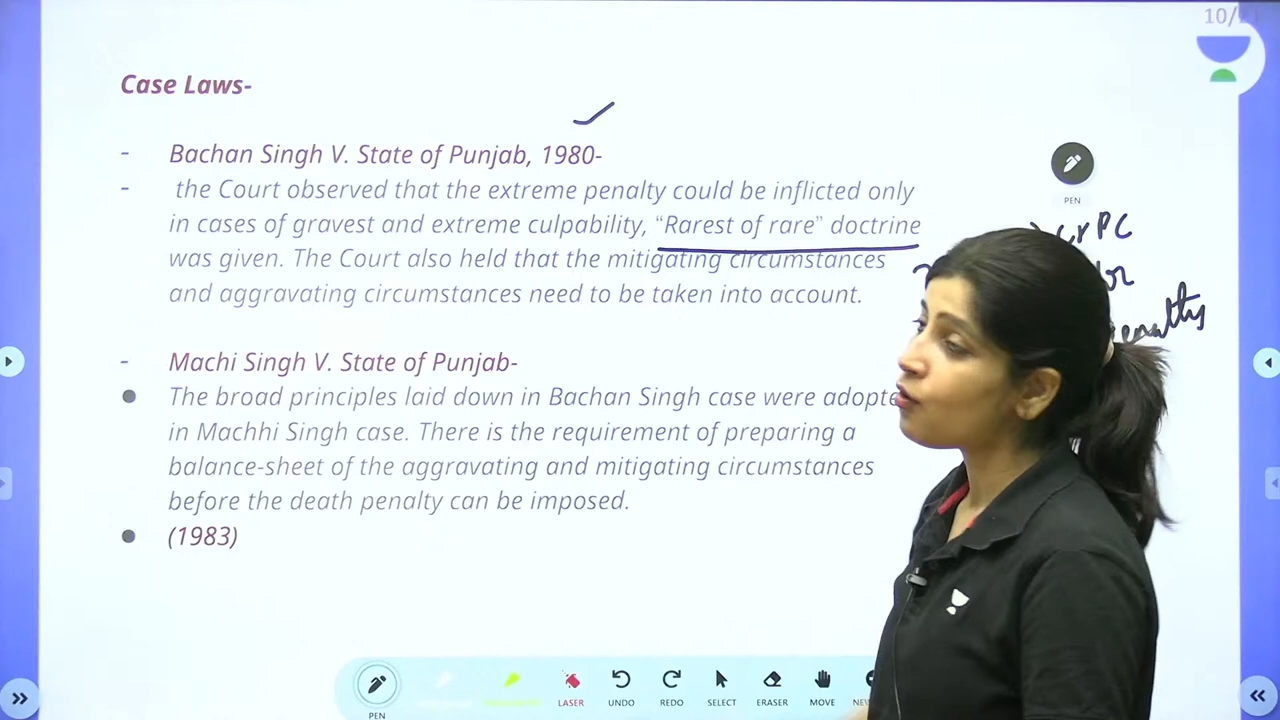 10/
Case Laws-
- Bachan Singh V. State of Punjab, 1980-
- the Court observed that the extreme penalty could be inflicted only
in cases of gravest and extreme culpability, “Rarest of rare” doctrine
was given. The Court also held that the mitigating circumstances
and aggravating circumstances need to be taken into account.
PEN
CrPC
- Machi Singh V. State of Punjab-
● The broad principles laid down in Bachan Singh case were adopte
in Machhi Singh case. There is the requirement of preparing a
balance-sheet of the aggravating and mitigating circumstances
before the death penalty can be imposed.
● (1983)
PEN
LASER
UNDO
REDO
SELECT
ERASER
MOVE